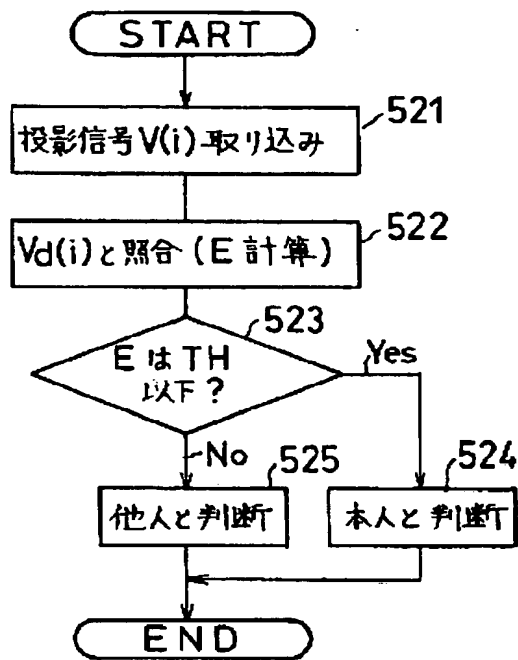 START
投影信号V(i)取り込み
521
Vd(i)と照合(E計算)
522
523
EはTH
以下?
Yes
No
525
524
他人と判断
本人と判断
END